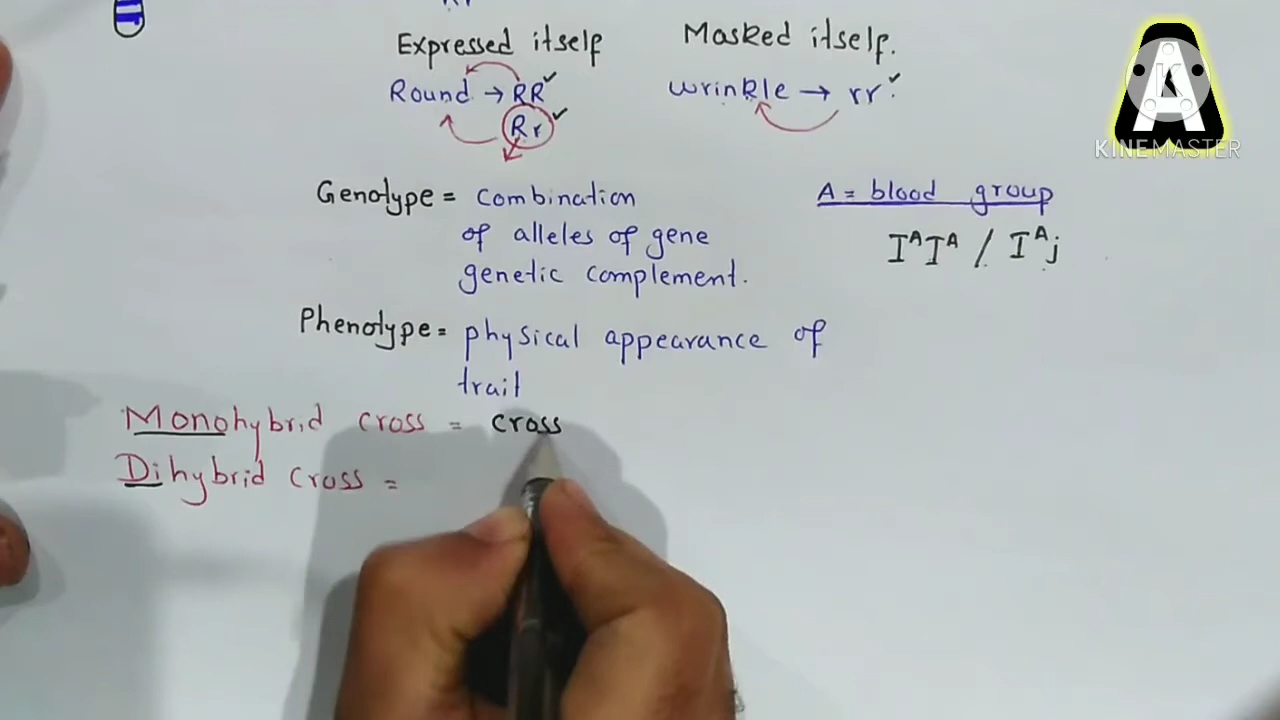 Expressed itself
Masked itself.
Round → RR ✓
Rr ✓
wrinkle → rr ✓
Genotype = combination
of alleles of gene
genetic complement.
A = blood group
IᴬIᴬ / Iᴬj
Phenotype = physical appearance of
trait
Monohybrid cross = cross
Dihybrid cross =
A
K
KINEMASTER